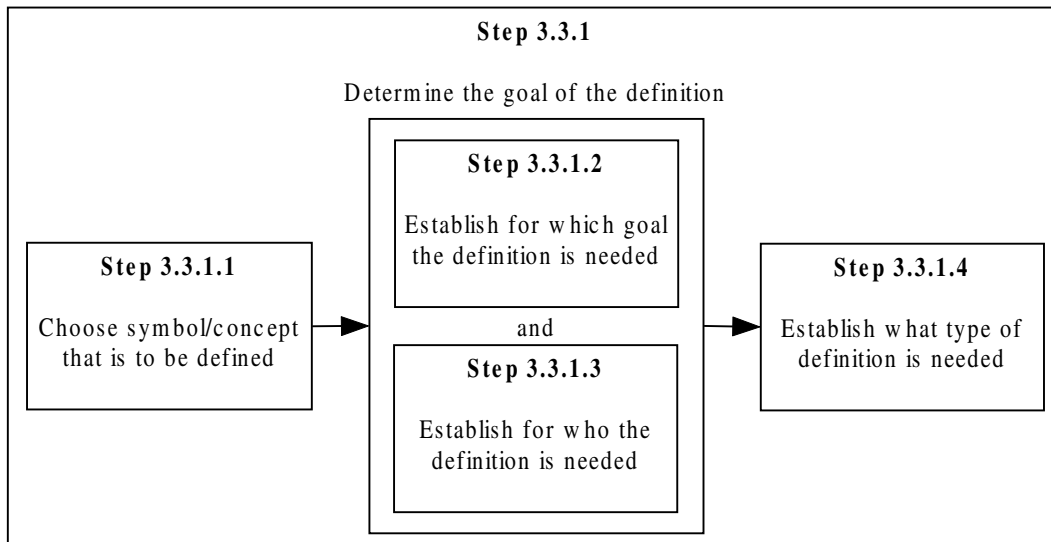 Step 3.3.1
Determine the goal of the definition
Step 3.3.1.1
Choose symbol/concept
that is to be defined
Step 3.3.1.2
Establish for which goal
the definition is needed
and
Step 3.3.1.3
Establish for who the
definition is needed
Step 3.3.1.4
Establish what type of
definition is needed